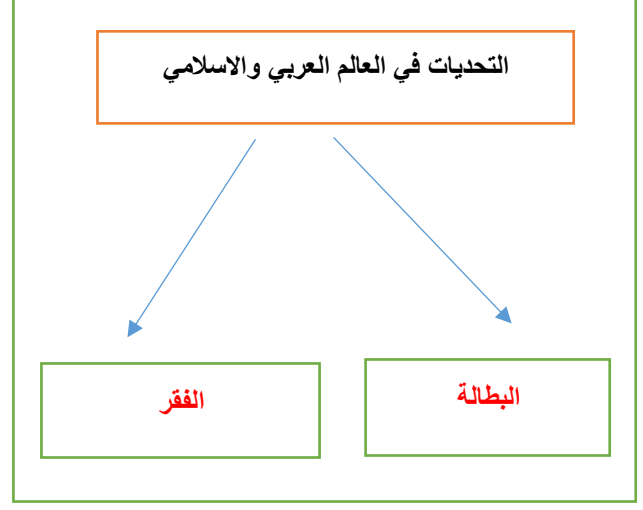 التحديات في العالم العربي والاسلامي
البطالة
الفقر